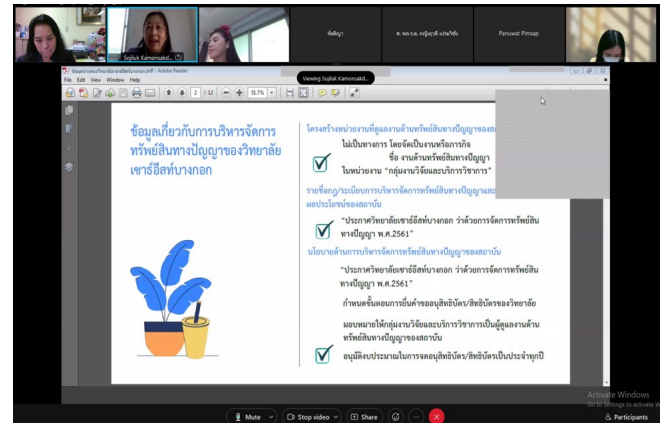 Sojiluk Kamonsakd...
ชัลธิญา
Panuwat Pimsap
Viewing Sojiluk Kamonsakd...
File Edit View Window Help
2 / 12
31.7%
ข้อมูลเกี่ยวกับการบริหารจัดการ
ทรัพย์สินทางปัญญาของวิทยาลัย
เซาธ์อีสท์บางกอก
โครงสร้างหน่วยงานที่ดูแลงานด้านทรัพย์สินทางปัญญาของ
ไม่เป็นทางการ โดยจัดเป็นงานหรือภารกิจ
ชื่อ งานด้านทรัพย์สินทางปัญญา
ในหน่วยงาน "กลุ่มงานวิจัยและบริการวิชาการ"
รายชื่อกฎ/ระเบียบการบริหารจัดการทรัพย์สินทางปัญญาและ
ผลประโยชน์ของสถาบัน
"ประกาศวิทยาลัยเซาธ์อีสท์บางกอก ว่าด้วยการจัดการทรัพย์สิน
ทางปัญญา พ.ศ.2561"
นโยบายด้านการบริหารจัดการทรัพย์สินทางปัญญาของสถาบัน
"ประกาศวิทยาลัยเซาธ์อีสท์บางกอก ว่าด้วยการจัดการทรัพย์สิน
ทางปัญญา พ.ศ.2561"
กำหนดขั้นตอนการยื่นคำขออนุสิทธิบัตร/สิทธิบัตรของวิทยาลัย
มอบหมายให้กลุ่มงานวิจัยและบริการวิชาการเป็นผู้ดูแลงานด้าน
ทรัพย์สินทางปัญญาของสถาบัน
อนุมัติงบประมาณในการจดอนุสิทธิบัตร/สิทธิบัตรเป็นประจำทุกปี
Activate Windows
Go to Settings to activate W
Mute
Stop video
Share
Participants